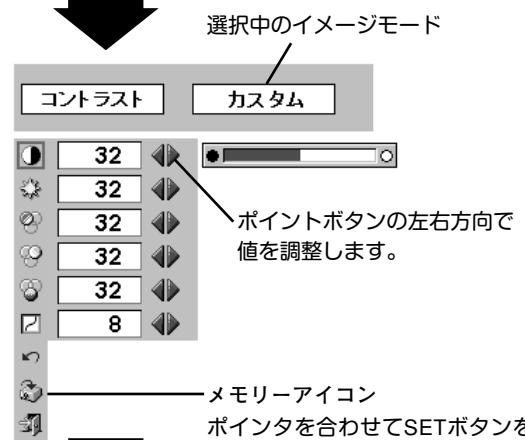 選択中のイメージモード
コントラスト カスタム
32
32
32
32
32
8
ポイントボタンの左右方向で
値を調整します。
メモリーアイコン
ポインタを合わせてSETボタンを